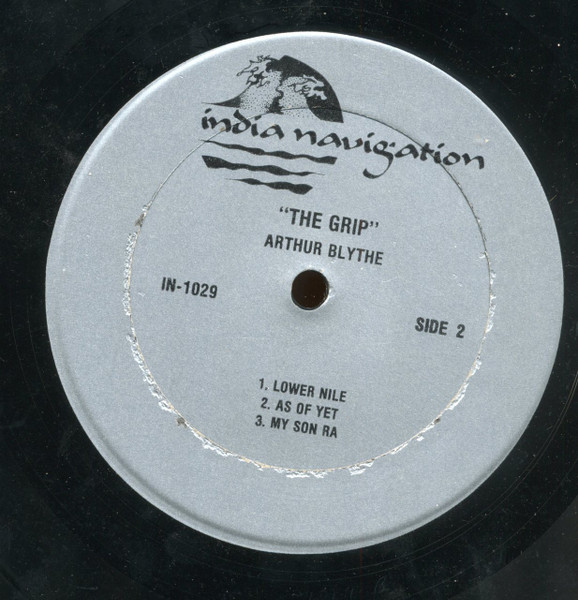 india navigation
"THE GRIP"
ARTHUR BLYTHE
IN-1029
SIDE 2
1. LOWER NILE
2. AS OF YET
3. MY SON RA